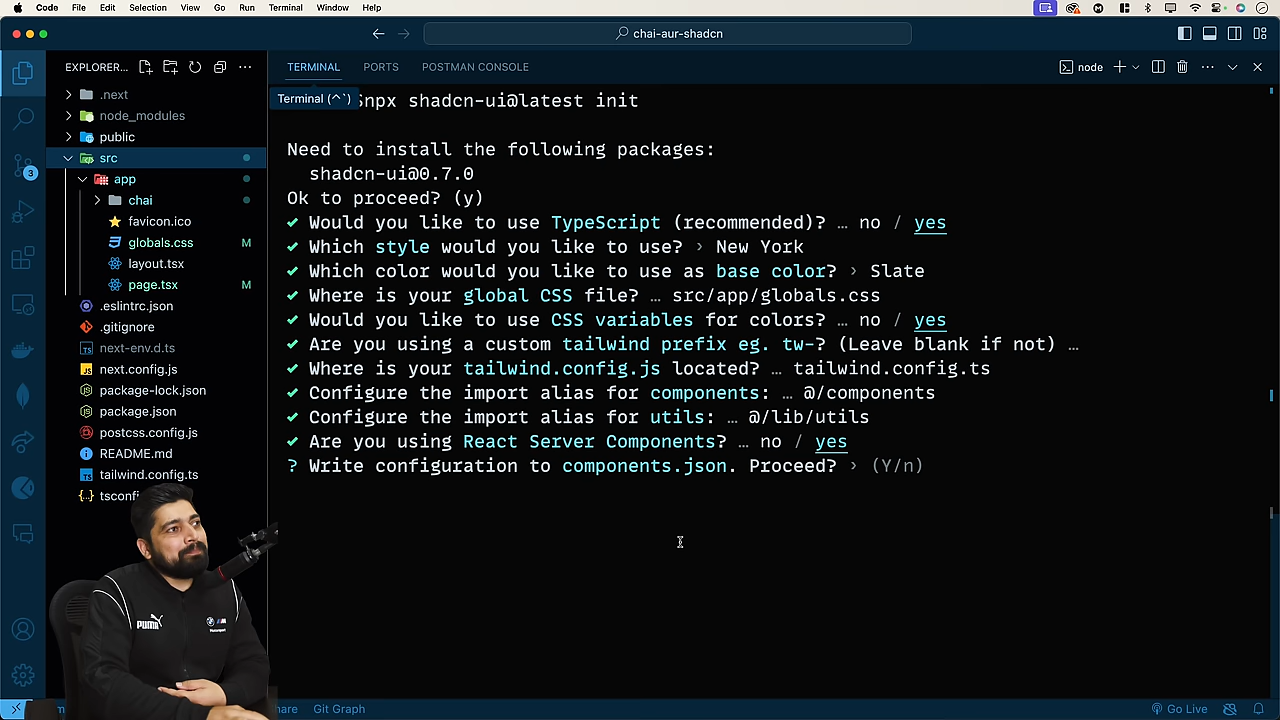 Code File Edit Selection View Go Run Terminal Window Help
chai-aur-shadcn
EXPLORER...
TERMINAL PORTS POSTMAN CONSOLE
node
Terminal (^`)
.next
node_modules
public
src
app
chai
favicon.ico
globals.css M
layout.tsx
page.tsx M
.eslintrc.json
.gitignore
next-env.d.ts
next.config.js
package-lock.json
package.json
postcss.config.js
README.md
tailwind.config.ts
tsconfi
3
$npx shadcn-ui@latest init
Need to install the following packages:
shadcn-ui@0.7.0
Ok to proceed? (y)
✔ Would you like to use TypeScript (recommended)? … no / yes
✔ Which style would you like to use? › New York
✔ Which color would you like to use as base color? › Slate
✔ Where is your global CSS file? … src/app/globals.css
✔ Would you like to use CSS variables for colors? … no / yes
✔ Are you using a custom tailwind prefix eg. tw-? (Leave blank if not) …
✔ Where is your tailwind.config.js located? … tailwind.config.ts
✔ Configure the import alias for components: … @/components
✔ Configure the import alias for utils: … @/lib/utils
✔ Are you using React Server Components? … no / yes
? Write configuration to components.json. Proceed? › (Y/n)
PUMA
hare Git Graph
Go Live